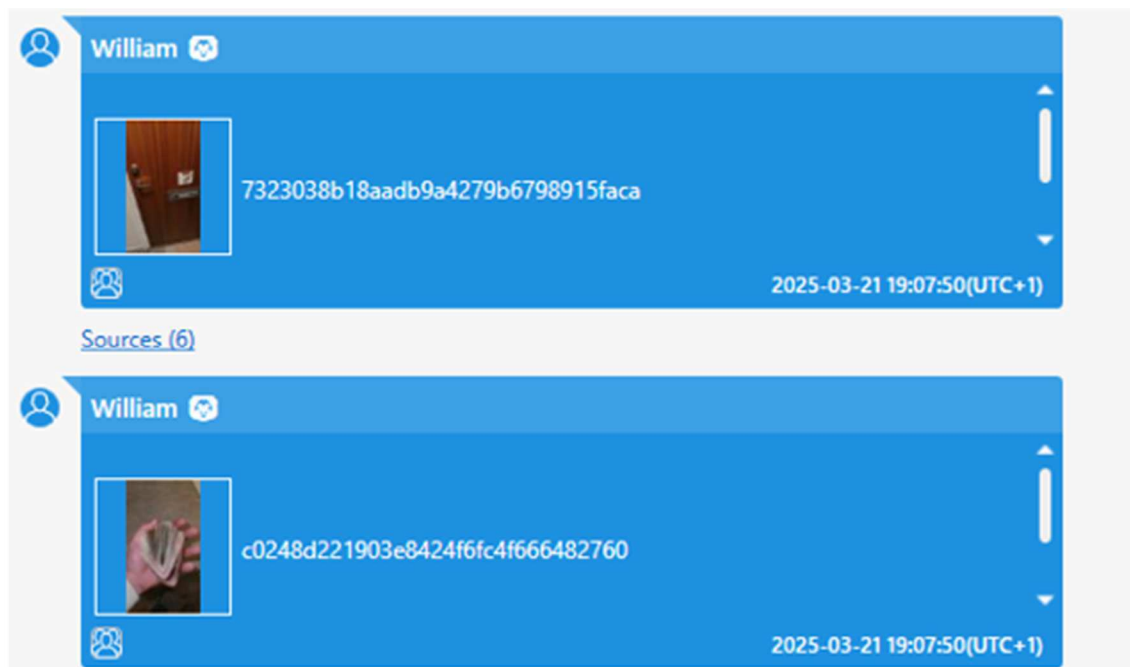 William
7323038b18aadb9a4279b6798915faca
2025-03-21 19:07:50(UTC+1)
Sources (6)
William
c0248d221903e8424f6fc4f666482760
2025-03-21 19:07:50(UTC+1)